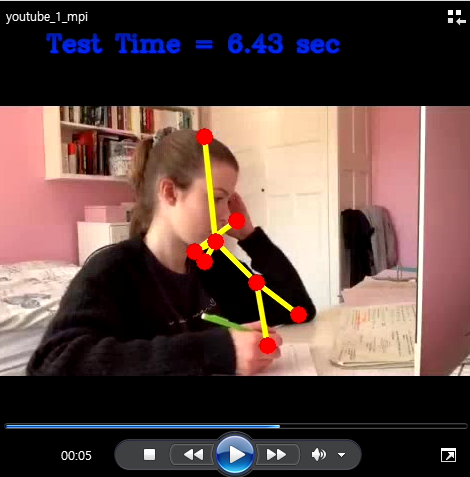 youtube_1_mpi
Test Time = 6.43 sec
00:05